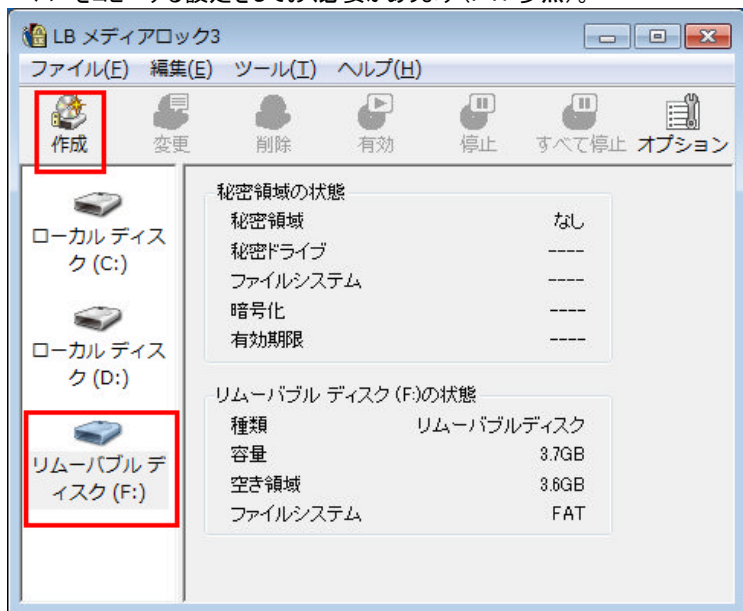 LB メディアロック3
ファイル(F) 編集(E) ツール(T) ヘルプ(H)
作成 変更 削除 有効 停止 すべて停止 オプション
ローカル ディス
ク (C:)
ローカル ディス
ク (D:)
リムーバブル デ
ィスク (F:)
秘密領域の状態
秘密領域 なし
秘密ドライブ ----
ファイルシステム ----
暗号化 ----
有効期限 ----
リムーバブル ディスク (F:)の状態
種類 リムーバブルディスク
容量 3.7GB
空き領域 3.6GB
ファイルシステム FAT